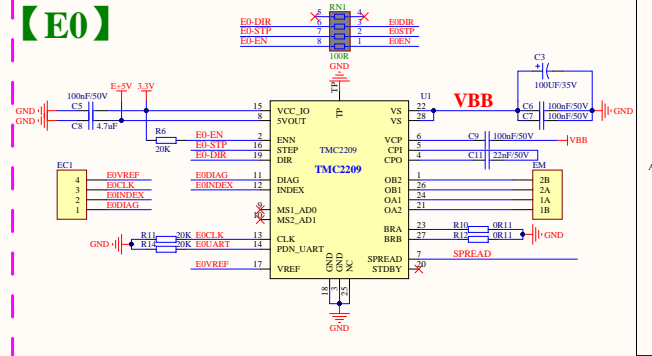 【E0】
RN1
5 4
E0-DIR 6 3 E0DIR
E0-STP 7 2 E0STP
E0-EN 8 1 E0EN
100R
GND
TP
E+5V 3.3V
100nF/50V
GND C5
GND C8 4.7uF
R6
20K
15 VCC_IO
8 5VOUT
E0-EN 2 ENN
E0-STP 16 STEP
E0-DIR 19 DIR
E0DIAG 11 DIAG
E0INDEX 12 INDEX
9 MS1_AD0
10 MS2_AD1
GND R11 20K E0CLK 13 CLK
R14 20K E0UART 14 PDN_UART
E0VREF 17 VREF
EC1
4 E0VREF
3 E0CLK
2 E0INDEX
1 E0DIAG
TP
TMC2209
TMC2209
U1
VS 22
VS 28
VBB
C3
+
100UF/35V
C6 100nF/50V
C7 100nF/50V
GND
VCP 6 C9 100nF/50V VBB
CPI 5
CPO 4 C11 22nF/50V
EM
OB2 1 2B
OB1 26 2A
OA1 24 1A
OA2 21 1B
BRA 23 R10 0R11
BRB 27 R12 0R11
GND
SPREAD 7 SPREAD
STDBY 20
GND
GND
NC
18
3
25
GND
A